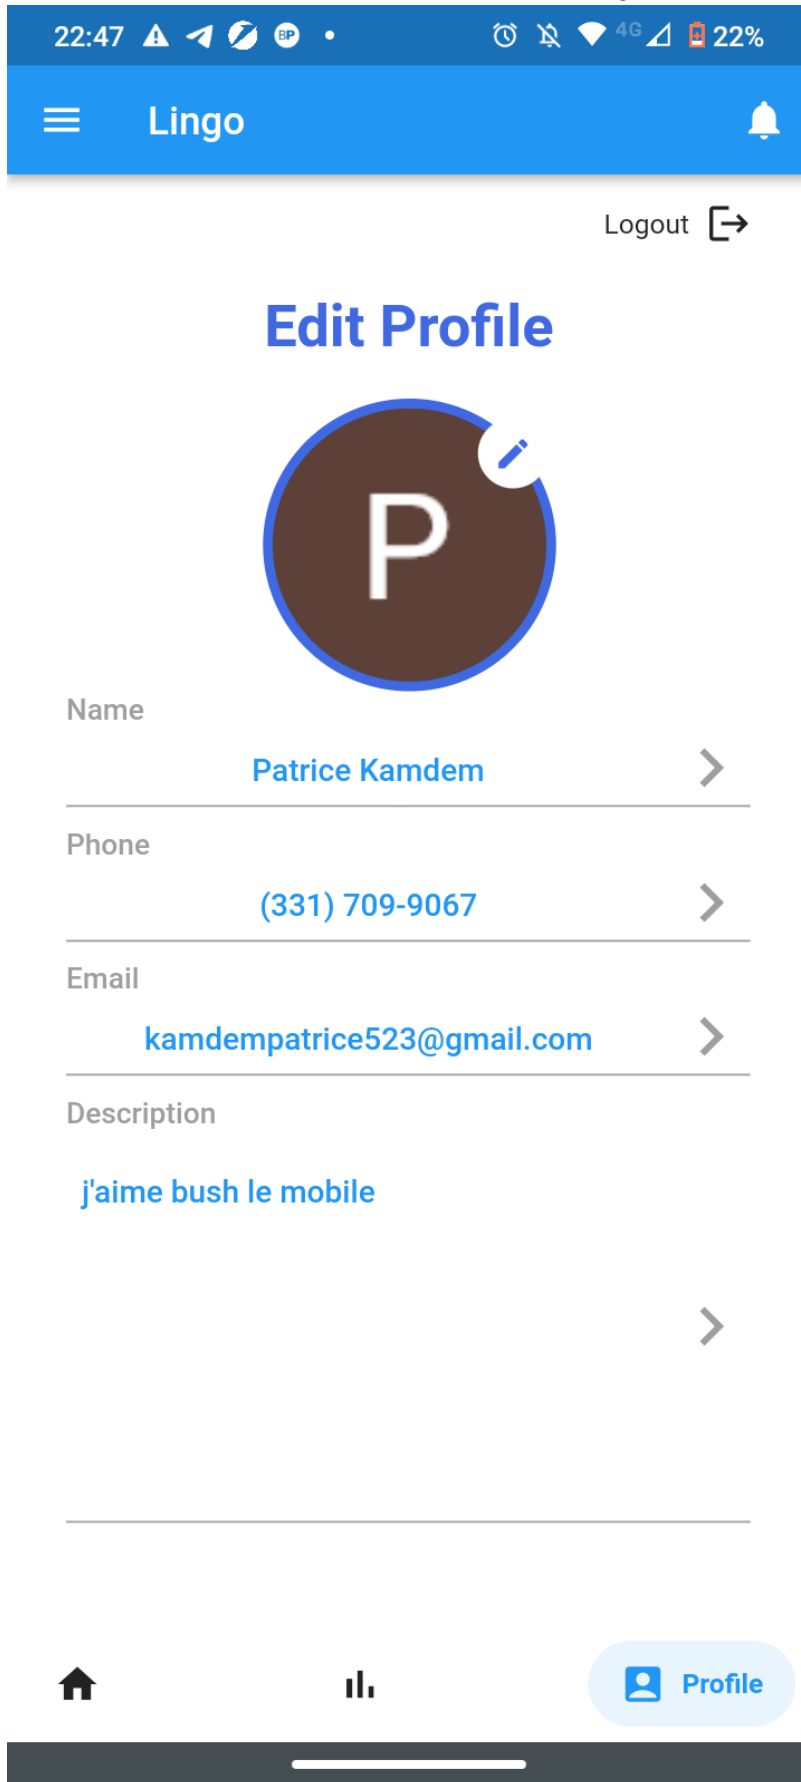 22:47 BP 4G 22%
Lingo
Logout
Edit Profile
P
Name
Patrice Kamdem
Phone
(331) 709-9067
Email
kamdempatrice523@gmail.com
Description
j'aime bush le mobile
Profile